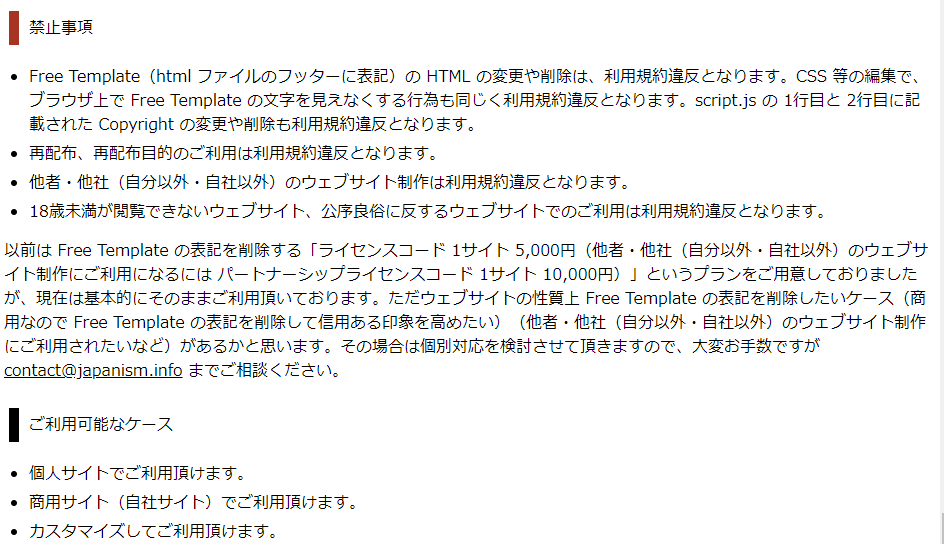 禁止事項
• Free Template（html ファイルのフッターに表記）の HTML の変更や削除は、利用規約違反となります。CSS 等の編集で、
ブラウザ上で Free Template の文字を見えなくする行為も同じく利用規約違反となります。script.js の 1行目と 2行目に記
載された Copyright の変更や削除も利用規約違反となります。
• 再配布、再配布目的のご利用は利用規約違反となります。
• 他者・他社（自分以外・自社以外）のウェブサイト制作は利用規約違反となります。
• 18歳未満が閲覧できないウェブサイト、公序良俗に反するウェブサイトでのご利用は利用規約違反となります。
以前は Free Template の表記を削除する「ライセンスコード 1サイト 5,000円（他者・他社（自分以外・自社以外）のウェブサ
イト制作にご利用になるには パートナーシップライセンスコード 1サイト 10,000円）」というプランをご用意しておりました
が、現在は基本的にそのままご利用頂いております。ただウェブサイトの性質上 Free Template の表記を削除したいケース（商
用なので Free Template の表記を削除して信用ある印象を高めたい）（他者・他社（自分以外・自社以外）のウェブサイト制作
にご利用されたいなど）があるかと思います。その場合は個別対応を検討させて頂きますので、大変お手数ですが
contact@japanism.info までご相談ください。
ご利用可能なケース
• 個人サイトでご利用頂けます。
• 商用サイト（自社サイト）でご利用頂けます。
• カスタマイズしてご利用頂けます。